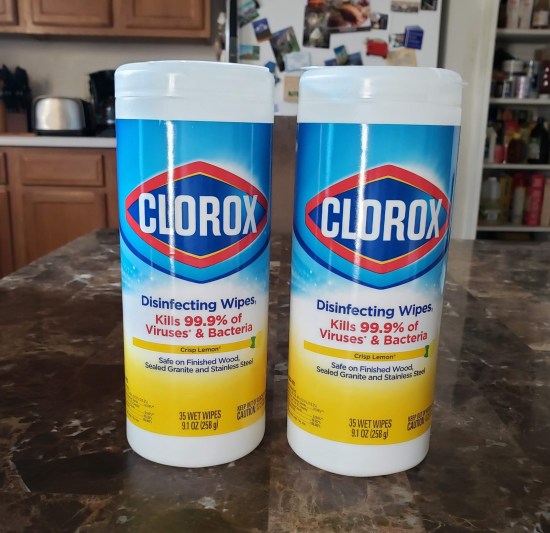 CLOROX
Disinfecting Wipes
Kills 99.9% of
Viruses* & Bacteria
Crisp Lemon
Safe on Finished Wood,
Sealed Granite and Stainless Steel
35 WET WIPES
9.1 OZ (258 g)
CLOROX
Disinfecting Wipes
Kills 99.9% of
Viruses* & Bacteria
Crisp Lemon
Safe on Finished Wood,
Sealed Granite and Stainless Steel
35 WET WIPES
9.1 OZ (258 g)